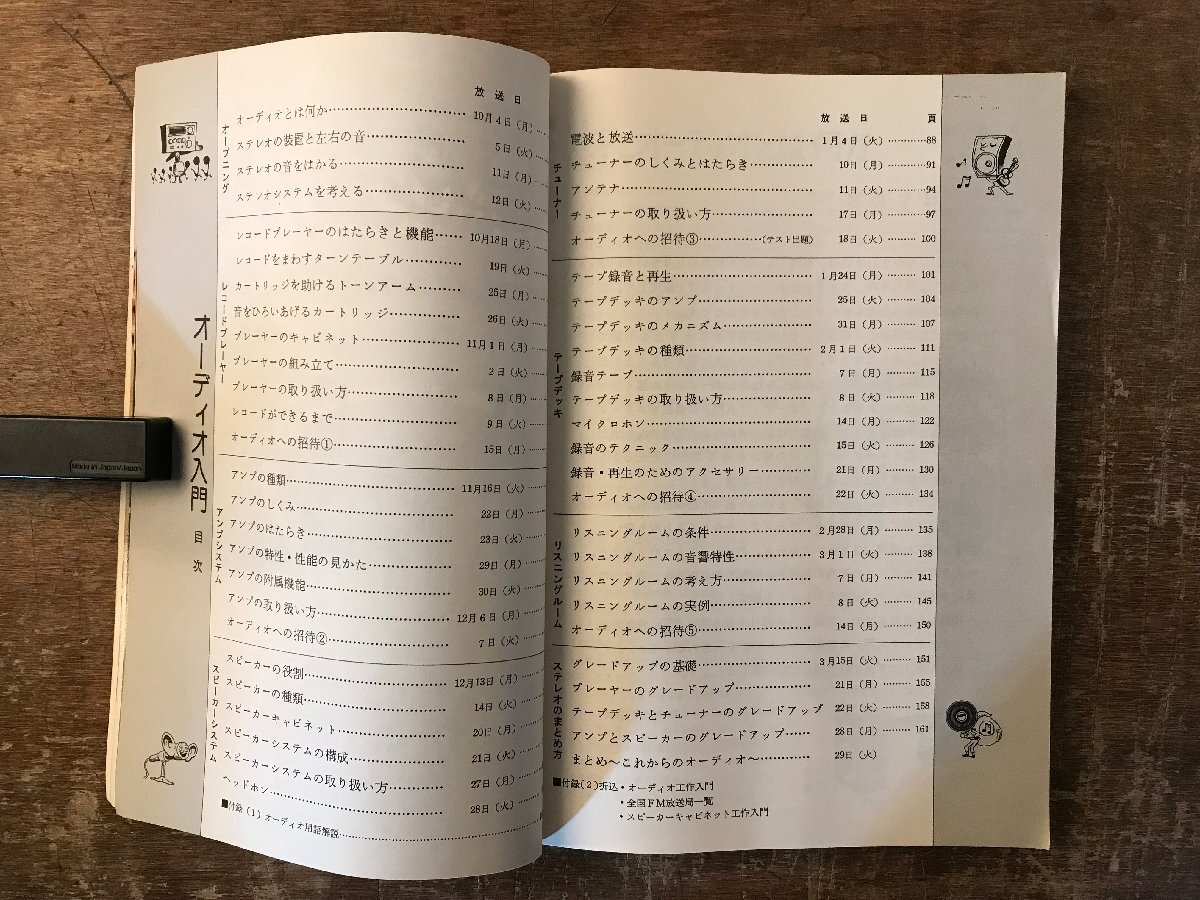 オーディオ入門 目次
放送日
オープニング
オーディオとは何か……………… 10月4日（月）……
ステレオの装置と左右の音………… 5日（火）……
ステレオの音をはかる……………… 11日（月）……
ステレオシステムを考える………… 12日（火）……
レコードプレーヤー
レコードプレーヤーのはたらきと機能…… 10月18日（月）……
レコードをまわすターンテーブル………… 19日（火）……
カートリッジを助けるトーンアーム……… 25日（月）……
音をひろいあげるカートリッジ…………… 26日（火）……
プレーヤーのキャビネット………………… 11月1日（月）……
プレーヤーの組み立て……………………… 2日（火）……
プレーヤーの取り扱い方…………………… 8日（月）……
レコードができるまで……………………… 9日（火）……
オーディオへの招待①……………………… 15日（月）……
アンプシステム
アンプの種類………………………………… 11月16日（火）……
アンプのしくみ……………………………… 22日（月）……
アンプのはたらき…………………………… 23日（火）……
アンプの特性・性能の見かた……………… 29日（月）……
アンプの附属機能…………………………… 30日（火）……
アンプの取り扱い方………………………… 12月6日（月）……
オーディオへの招待②……………………… 7日（火）……
スピーカーシステム
スピーカーの役割…………………………… 12月13日（月）……
スピーカーの種類…………………………… 14日（火）……
スピーカーキャビネット…………………… 20日（月）……
スピーカーシステムの構成………………… 21日（火）……
スピーカーシステムの取り扱い方………… 27日（月）……
ヘッドホン…………………………………… 28日（火）……
■付録（1）オーディオ用語解説……………………
放送日 頁
チューナー
電波と放送…………………………………… 1月4日（火）………88
チューナーのしくみとはたらき…………… 10日（月）………91
アンテナ……………………………………… 11日（火）………94
チューナーの取り扱い方…………………… 17日（月）………97
オーディオへの招待③…………（テスト出題） 18日（火）………100
テープデッキ
テープ録音と再生…………………………… 1月24日（月）………101
テープデッキのアンプ……………………… 25日（火）………104
テープデッキのメカニズム………………… 31日（月）………107
テープデッキの種類………………………… 2月1日（火）………111
録音テープ…………………………………… 7日（月）………115
テープデッキの取り扱い方………………… 8日（火）………118
マイクロホン………………………………… 14日（月）………122
録音のテクニック…………………………… 15日（火）………126
録音・再生のためのアクセサリー………… 21日（月）………130
オーディオへの招待④……………………… 22日（火）………134
リスニングルーム
リスニングルームの条件…………………… 2月28日（月）………135
リスニングルームの音響特性……………… 3月1日（火）………138
リスニングルームの考え方………………… 7日（月）………141
リスニングルームの実例…………………… 8日（火）………145
オーディオへの招待⑤……………………… 14日（月）………150
ステレオのまとめ方
グレードアップの基礎……………………… 3月15日（火）………151
プレーヤーのグレードアップ……………… 21日（月）………155
テープデッキとチューナーのグレードアップ 22日（火）………158
アンプとスピーカーのグレードアップ…… 28日（月）………161
まとめ～これからのオーディオ～………… 29日（火）
■付録（2）折込・オーディオ工作入門
・全国FM放送局一覧
・スピーカーキャビネット工作入門
Made in Japan/Japon